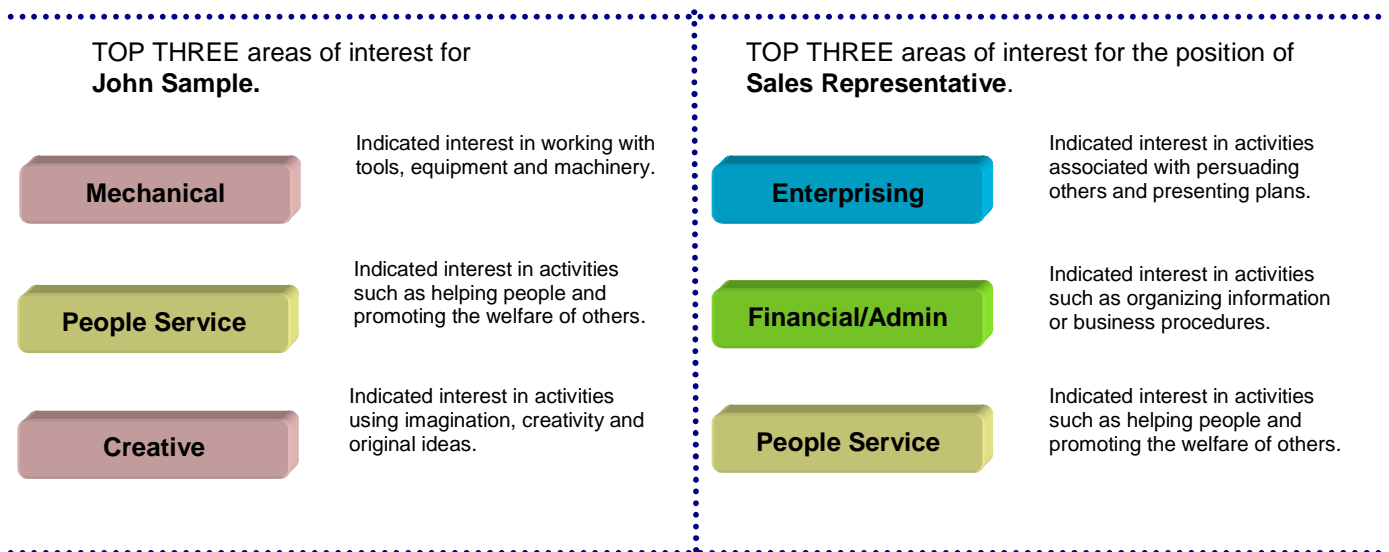 TOP THREE areas of interest for
John Sample.
Mechanical
Indicated interest in working with
tools, equipment and machinery.
People Service
Indicated interest in activities
such as helping people and
promoting the welfare of others.
Creative
Indicated interest in activities
using imagination, creativity and
original ideas.
TOP THREE areas of interest for the position of
Sales Representative.
Enterprising
Indicated interest in activities
associated with persuading
others and presenting plans.
Financial/Admin
Indicated interest in activities
such as organizing information
or business procedures.
People Service
Indicated interest in activities
such as helping people and
promoting the welfare of others.